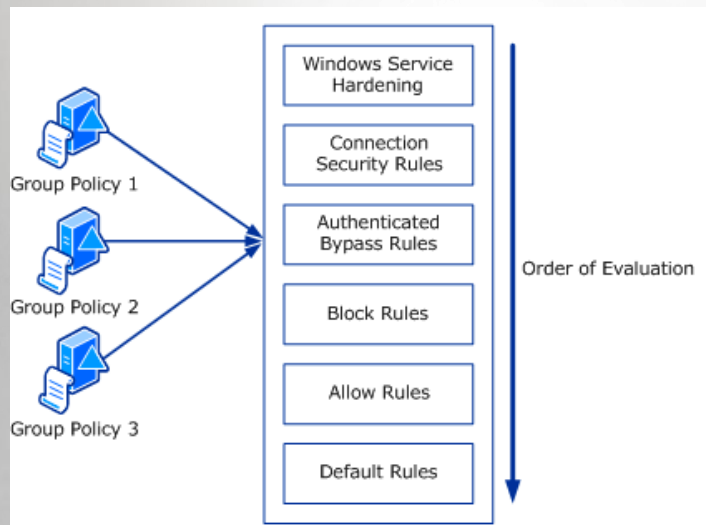 Windows Service
Hardening
Connection
Security Rules
Group Policy 1
Authenticated
Bypass Rules
Order of Evaluation
Group Policy 2
Block Rules
Allow Rules
Group Policy 3
Default Rules